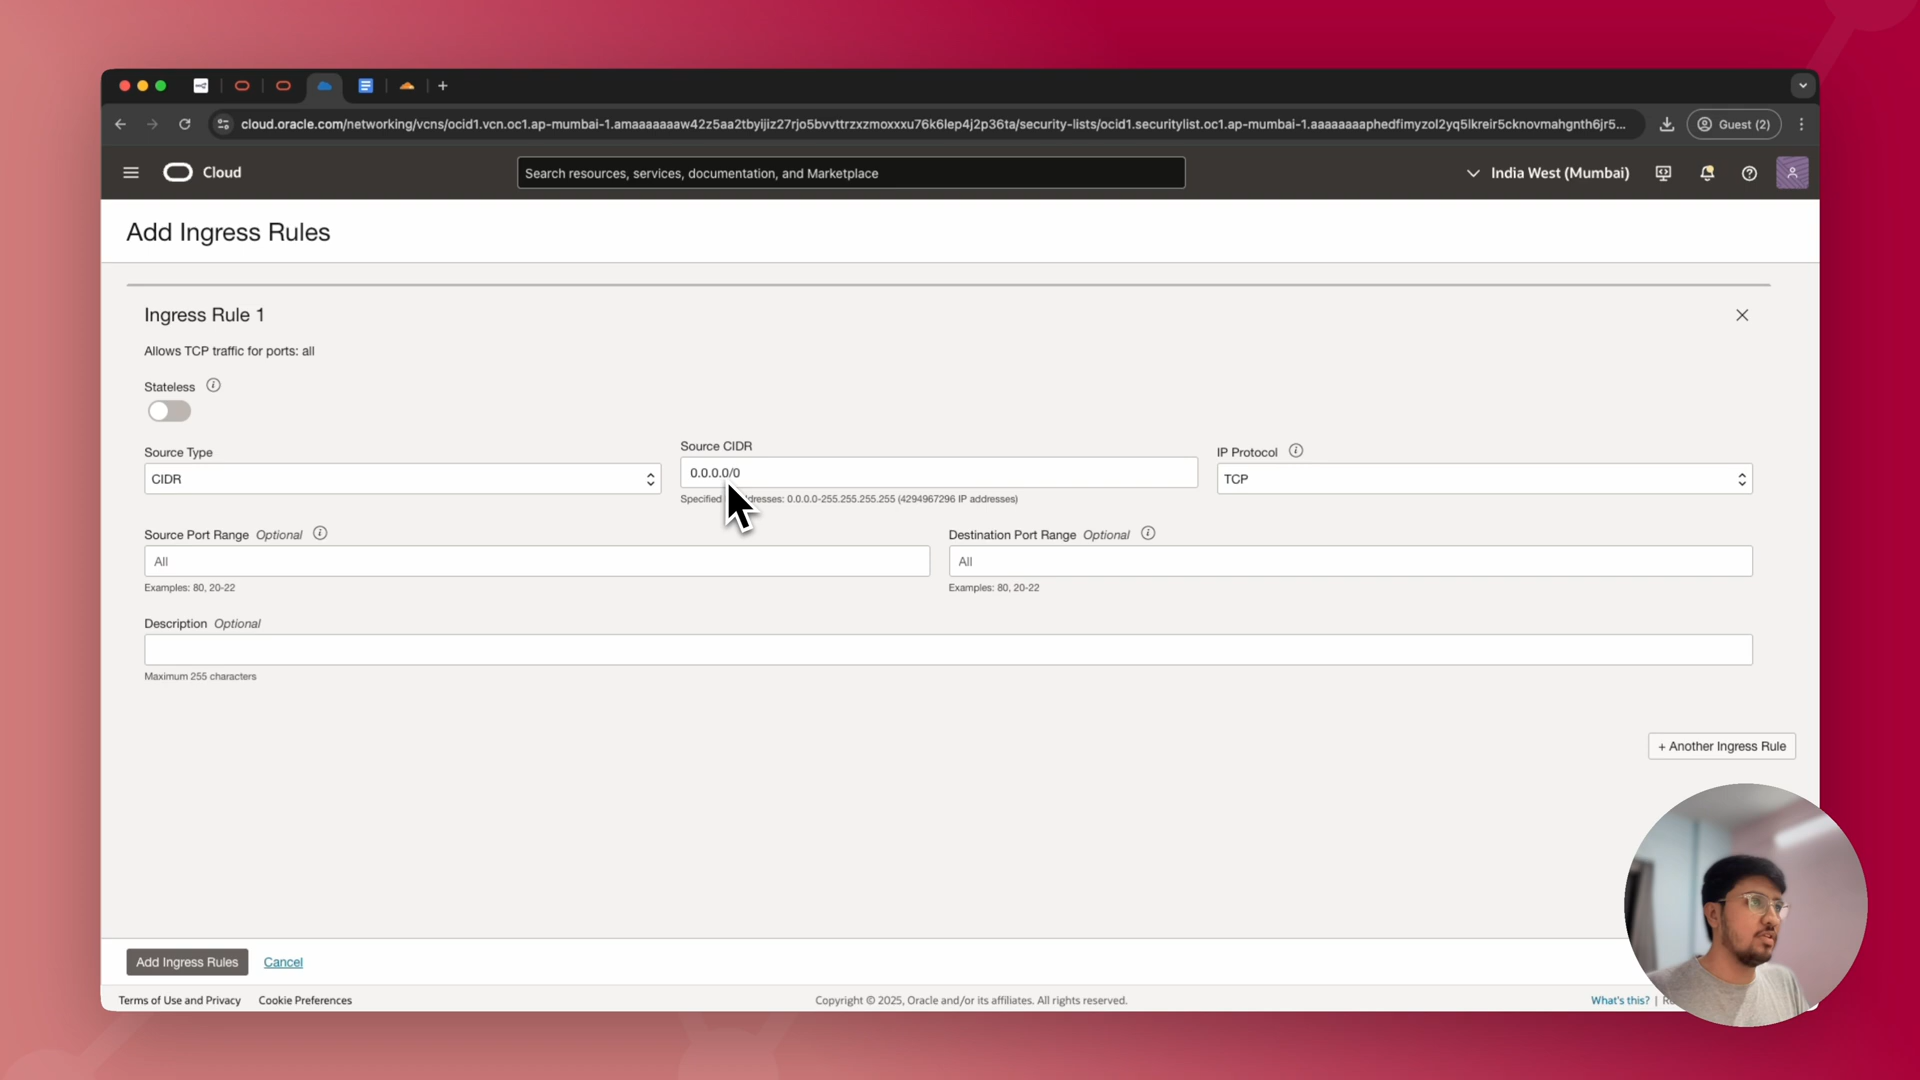 cloud.oracle.com/networking/vcns/ocid1.vcn.oc1.ap-mumbai-1.amaaaaaaaw42z5aa2tbyijiz27rjo5bvvttrzxzmoxxxu76k6lep4j2p36ta/security-lists/ocid1.securitylist.oc1.ap-mumbai-1.aaaaaaaaphedfimyzol2yq5lkreir5cknovmahgnth6jr5...
Guest (2)
Cloud
Search resources, services, documentation, and Marketplace
India West (Mumbai)
Add Ingress Rules
Ingress Rule 1
Allows TCP traffic for ports: all
Stateless
Source Type
Source CIDR
IP Protocol
CIDR
0.0.0.0/0
TCP
Specified dresses: 0.0.0.0-255.255.255.255 (4294967296 IP addresses)
Source Port Range Optional
Destination Port Range Optional
All
All
Examples: 80, 20-22
Examples: 80, 20-22
Description Optional
Maximum 255 characters
+ Another Ingress Rule
Add Ingress Rules
Cancel
Terms of Use and Privacy
Cookie Preferences
Copyright © 2025, Oracle and/or its affiliates. All rights reserved.
What's this? |